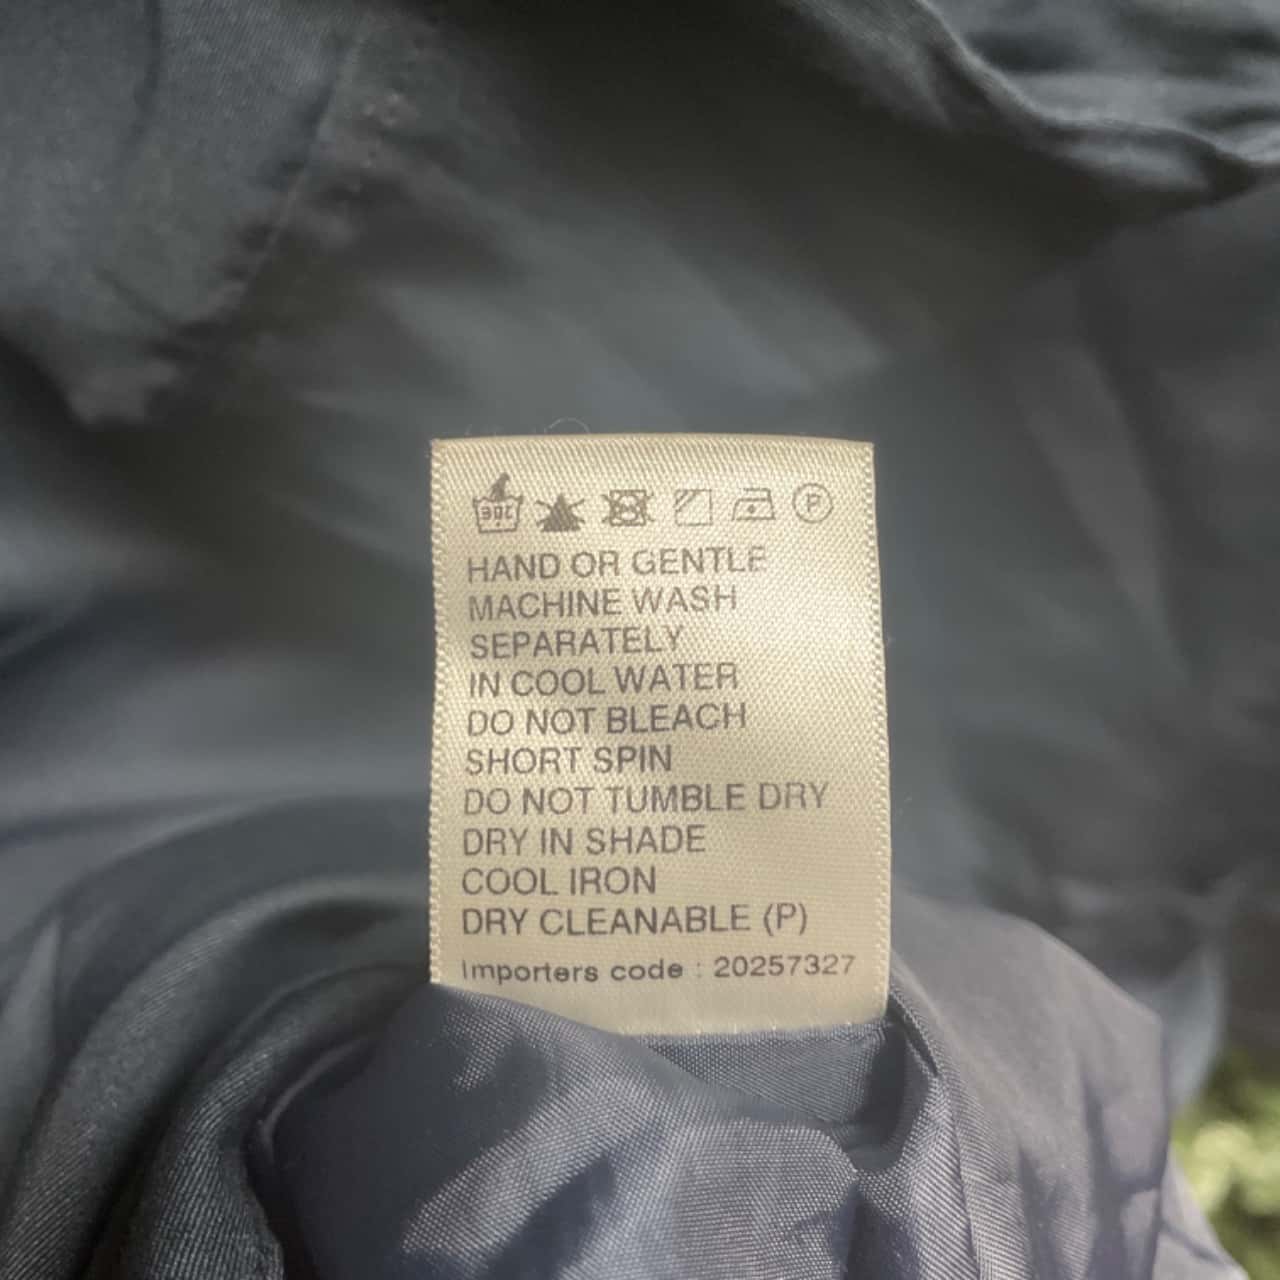 30c
P
HAND OR GENTLE
MACHINE WASH
SEPARATELY
IN COOL WATER
DO NOT BLEACH
SHORT SPIN
DO NOT TUMBLE DRY
DRY IN SHADE
COOL IRON
DRY CLEANABLE (P)
Importers code : 20257327